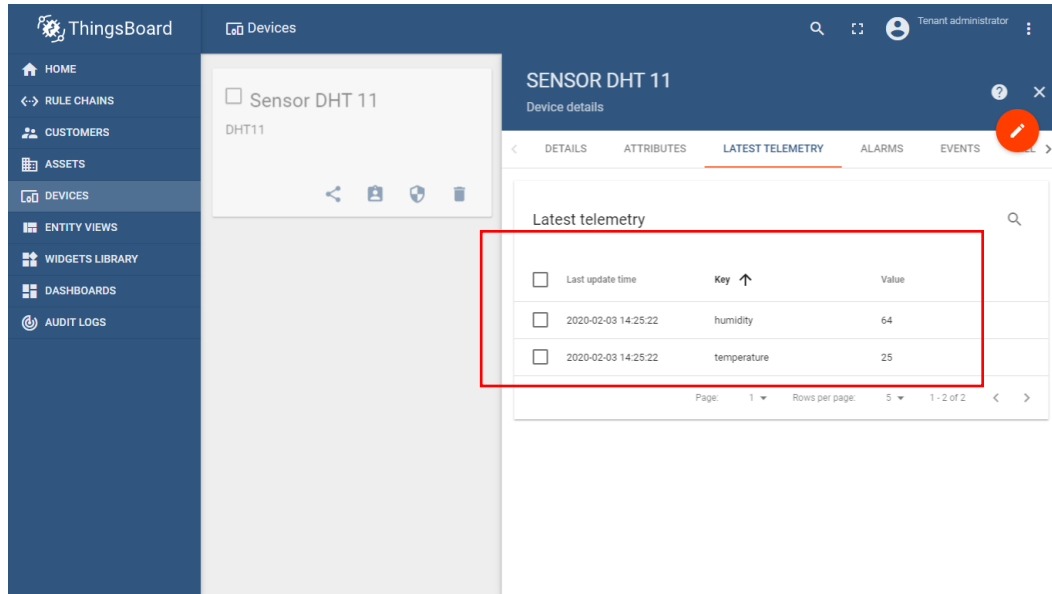 ThingsBoard
Devices
Tenant administrator
HOME
RULE CHAINS
CUSTOMERS
ASSETS
DEVICES
ENTITY VIEWS
WIDGETS LIBRARY
DASHBOARDS
AUDIT LOGS
Sensor DHT 11
DHT11
SENSOR DHT 11
Device details
DETAILS ATTRIBUTES LATEST TELEMETRY ALARMS EVENTS
Latest telemetry
Last update time Key Value
2020-02-03 14:25:22 humidity 64
2020-02-03 14:25:22 temperature 25
Page: 1 Rows per page: 5 1 - 2 of 2